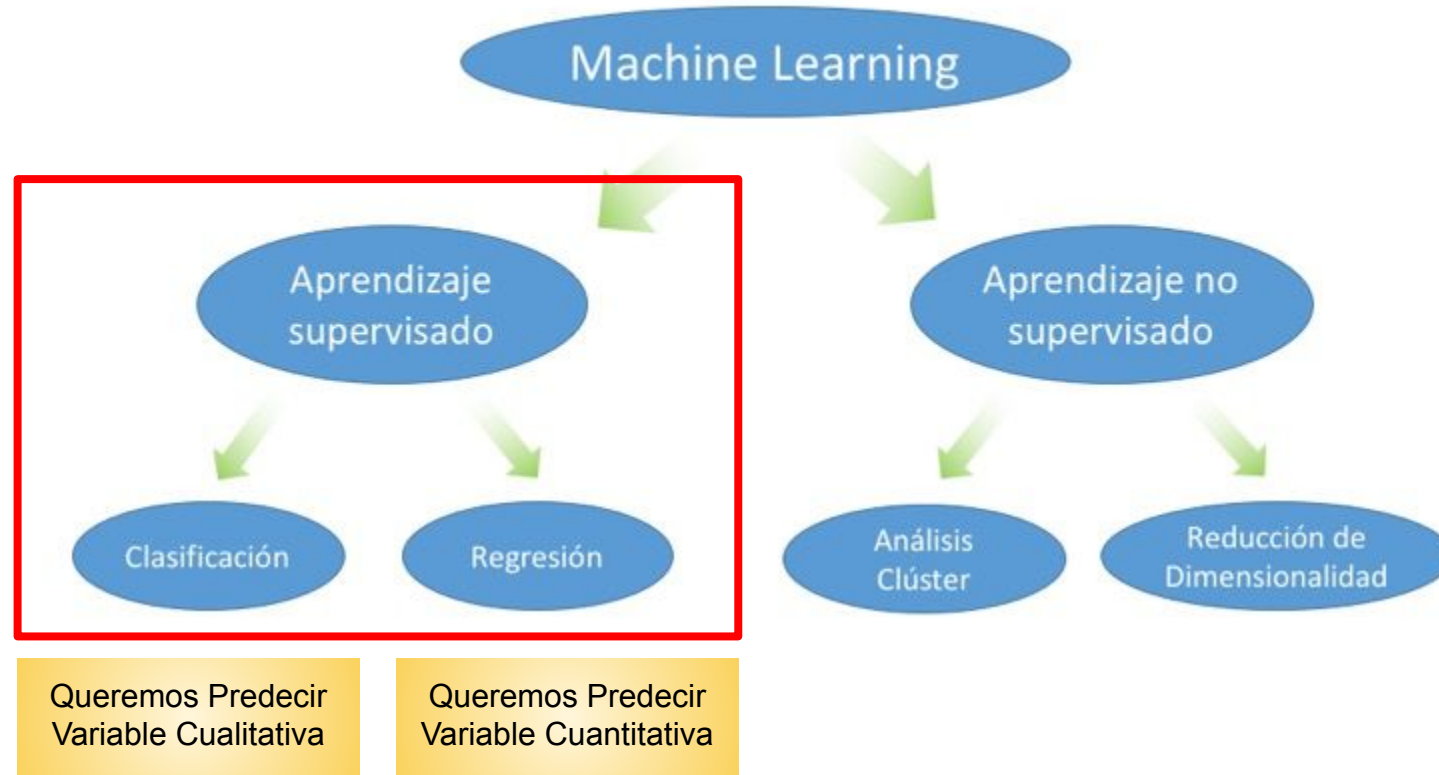 Machine Learning
Aprendizaje
supervisado
Aprendizaje no
supervisado
Clasificación
Regresión
Análisis
Clúster
Reducción de
Dimensionalidad
Queremos Predecir
Variable Cualitativa
Queremos Predecir
Variable Cuantitativa